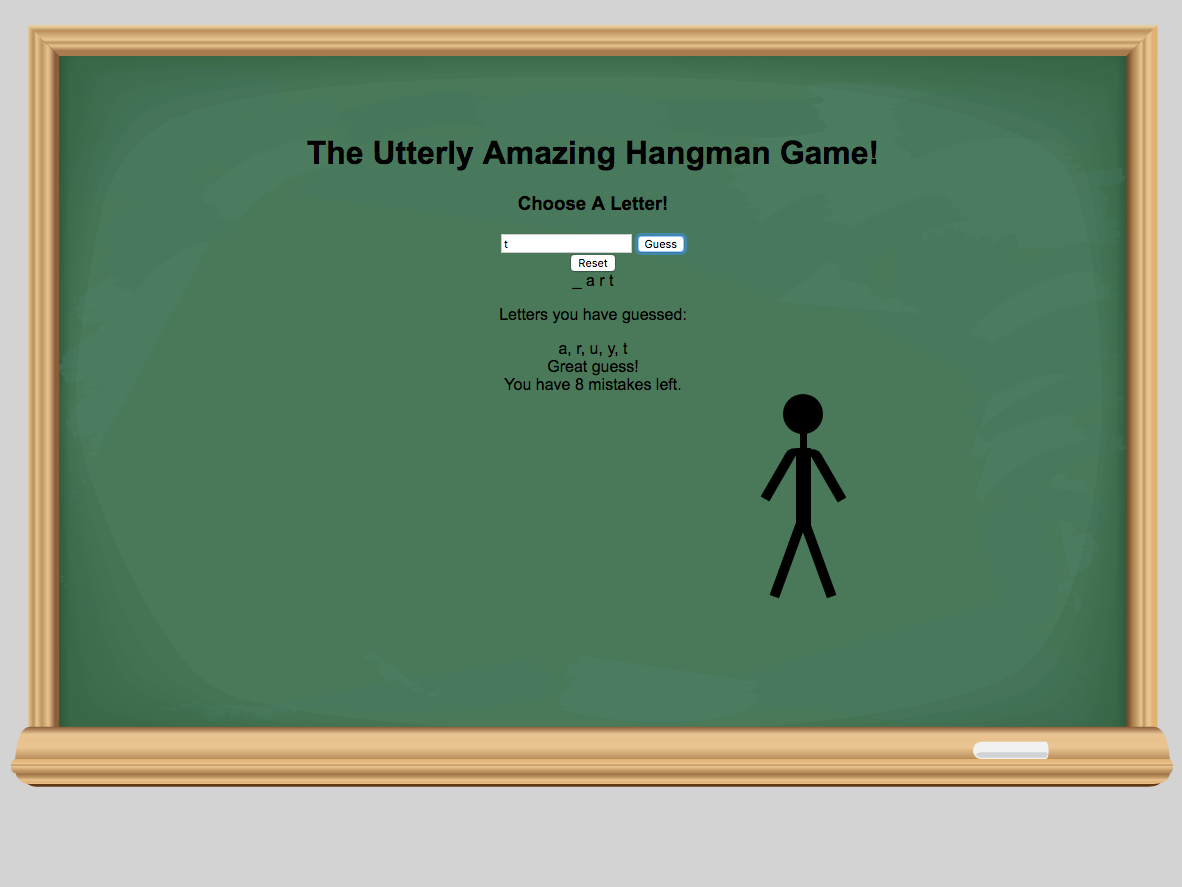 The Utterly Amazing Hangman Game!
Choose A Letter!
t Guess
Reset
_ a r t
Letters you have guessed:
a, r, u, y, t
Great guess!
You have 8 mistakes left.